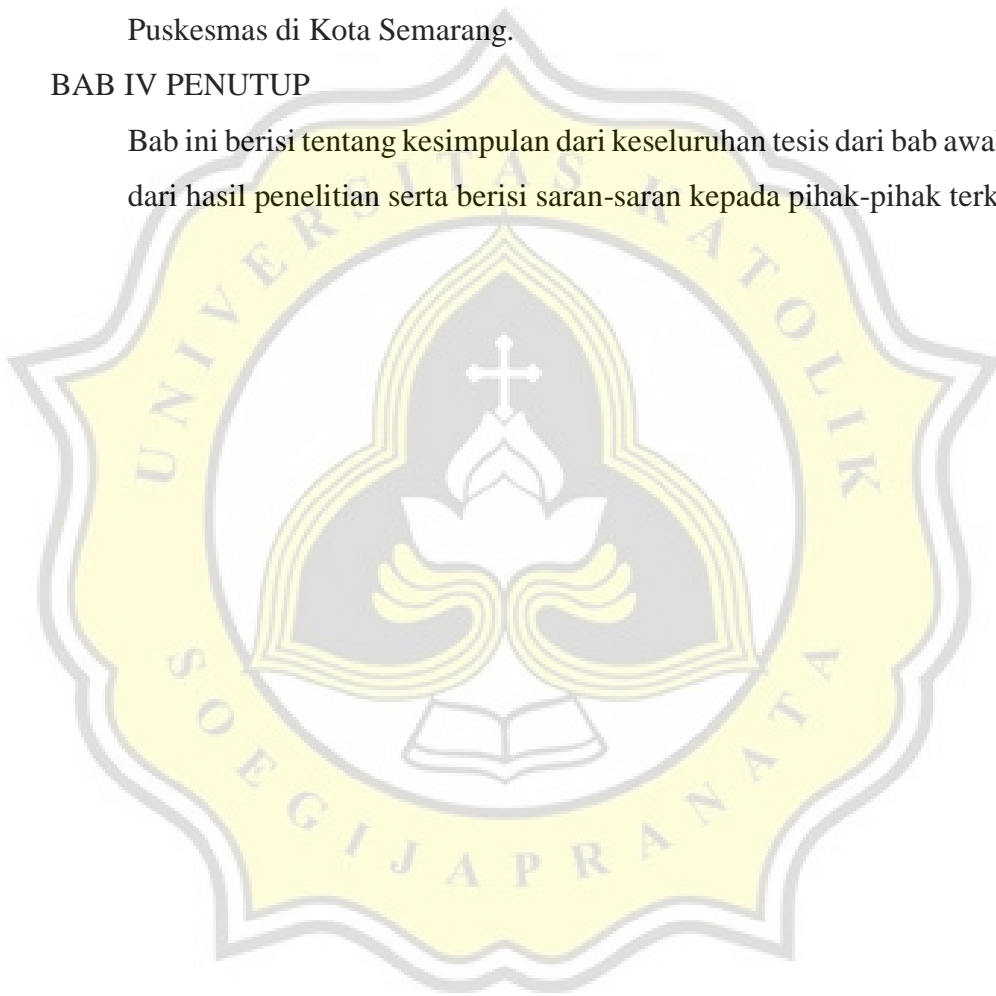 Puskesmas di Kota Semarang.
BAB IV PENUTUP
Bab ini berisi tentang kesimpulan dari keseluruhan tesis dari bab awa
dari hasil penelitian serta berisi saran-saran kepada pihak-pihak terk
UNIVERSITAS KATOLIK
SOEGIJAPRANATA